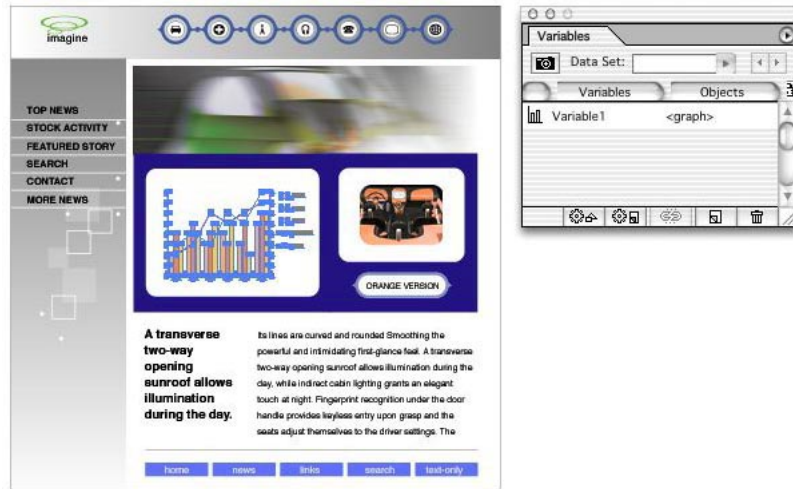 imagine
TOP NEWS
STOCK ACTIVITY
FEATURED STORY
SEARCH
CONTACT
MORE NEWS
ORANGE VERSION
A transverse
two-way
opening
sunroof allows
illumination
during the day.
Its lines are curved and rounded Smoothing the
powerful and intimidating first-glance feel. A transverse
two-way opening sunroof allows illumination during the
day, while indirect cabin lighting grants an elegant
touch at night. Fingerprint recognition under the door
handle provides keyless entry upon grasp and the
seats adjust themselves to the driver settings. The
home
news
links
search
text-only
Variables
Data Set:
Variables
Objects
Variable1
<graph>